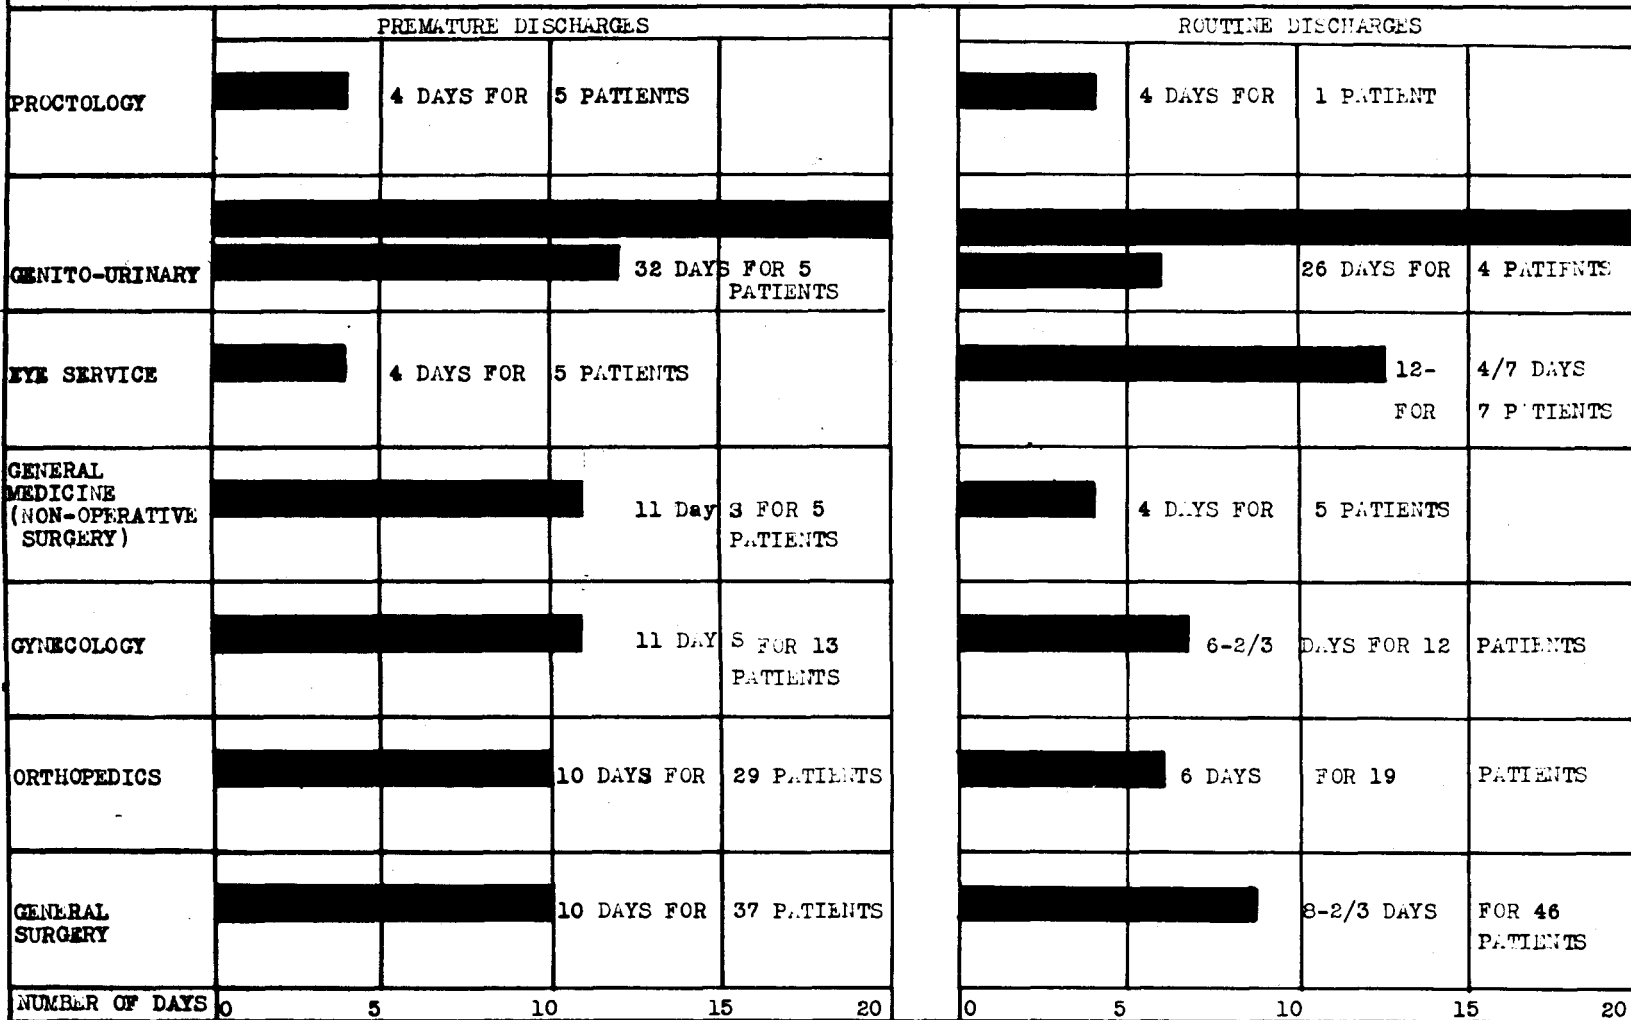 PREMATURE DISCHARGES ROUTINE DISCHARGES
PROCTOLOGY 4 DAYS FOR 5 PATIENTS 4 DAYS FOR 1 PATIENT
GENITO-URINARY 32 DAYS FOR 5 26 DAYS FOR 4 PATIENTS
PATIENTS
EYE SERVICE 4 DAYS FOR 5 PATIENTS 12- 4/7 DAYS
FOR 7 PATIENTS
GENERAL
MEDICINE
(NON-OPERATIVE 11 DayS FOR 5 4 DAYS FOR 5 PATIENTS
SURGERY) PATIENTS
GYNECOLOGY 11 DAYS FOR 13 6-2/3 DAYS FOR 12 PATIENTS
PATIENTS
ORTHOPEDICS 10 DAYS FOR 29 PATIENTS 6 DAYS FOR 19 PATIENTS
GENERAL 10 DAYS FOR 37 PATIENTS 8-2/3 DAYS FOR 46
SURGERY PATIENTS
NUMBER OF DAYS 0 5 10 15 20 0 5 10 15 20